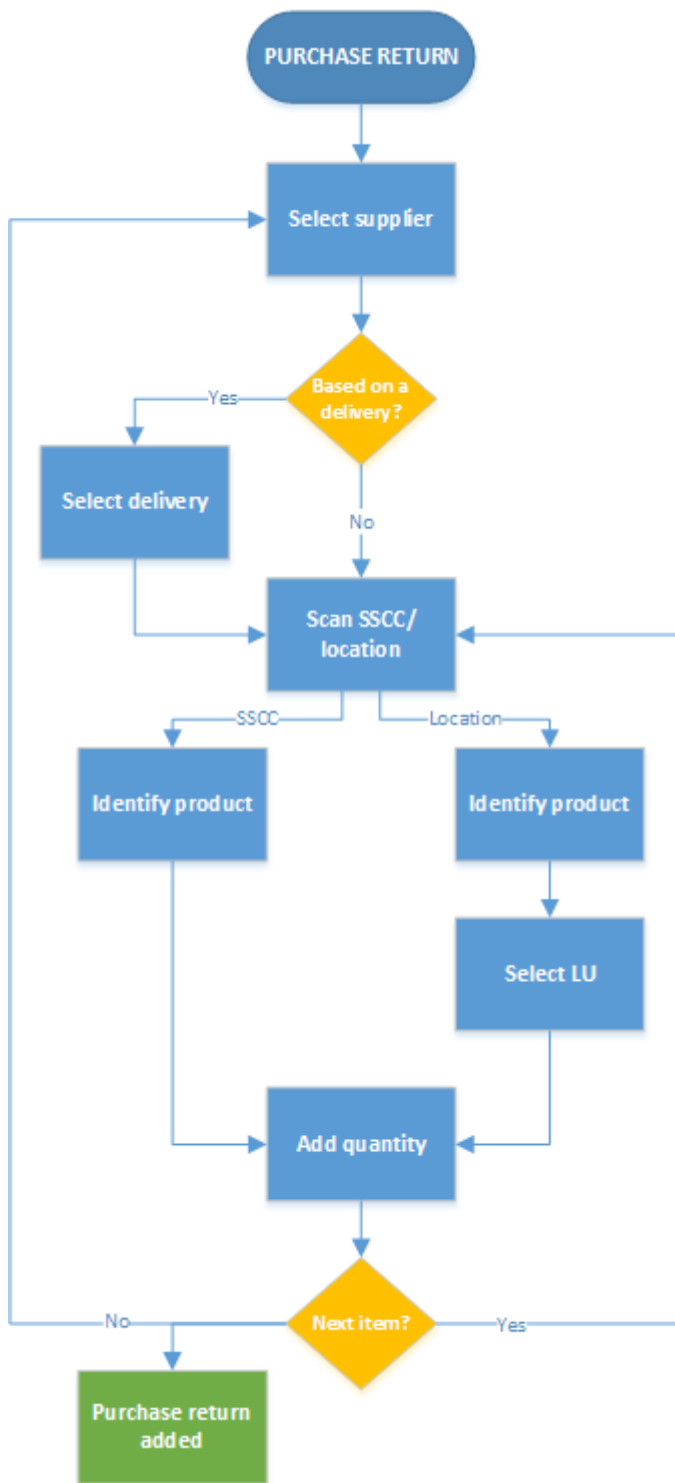 PURCHASE RETURN
Select supplier
Based on a
delivery?
Yes
Select delivery
No
Scan SSCC/
location
SSCC
Location
Identify product
Identify product
Select LU
Add quantity
Next item?
No
Yes
Purchase return
added